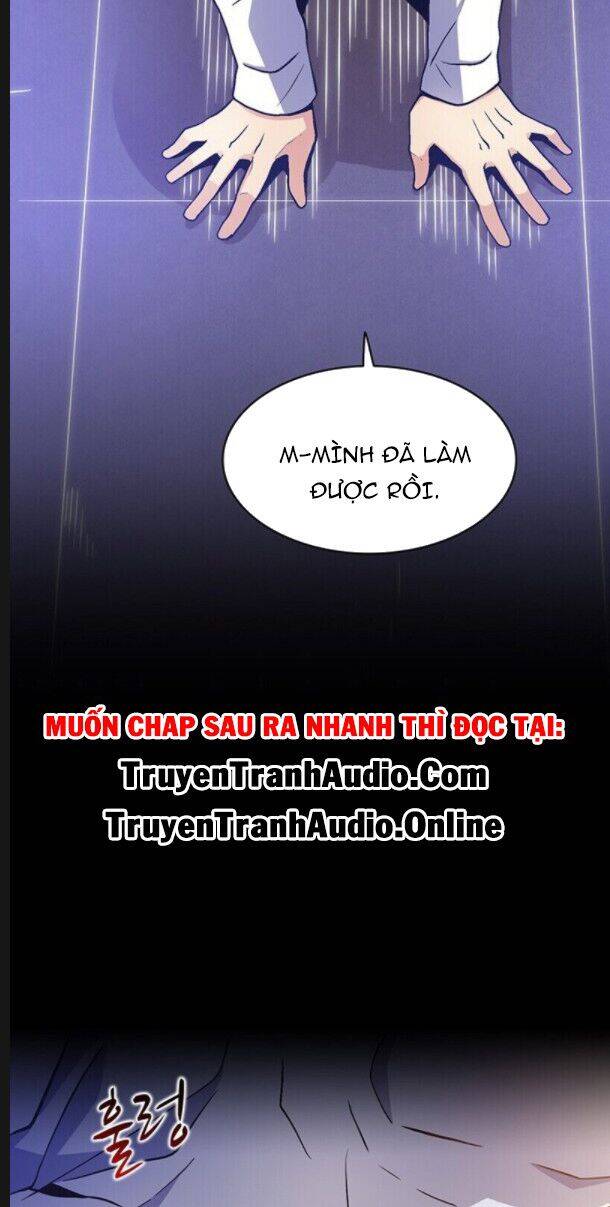 M-MÌNH ĐÃ LÀM
ĐƯỢC RỒI.
MUỐN CHAP SAU RA NHANH THÌ ĐỌC TẠI:
TruyenTranhAudio.Com
TruyenTranhAudio.Online
훌렁